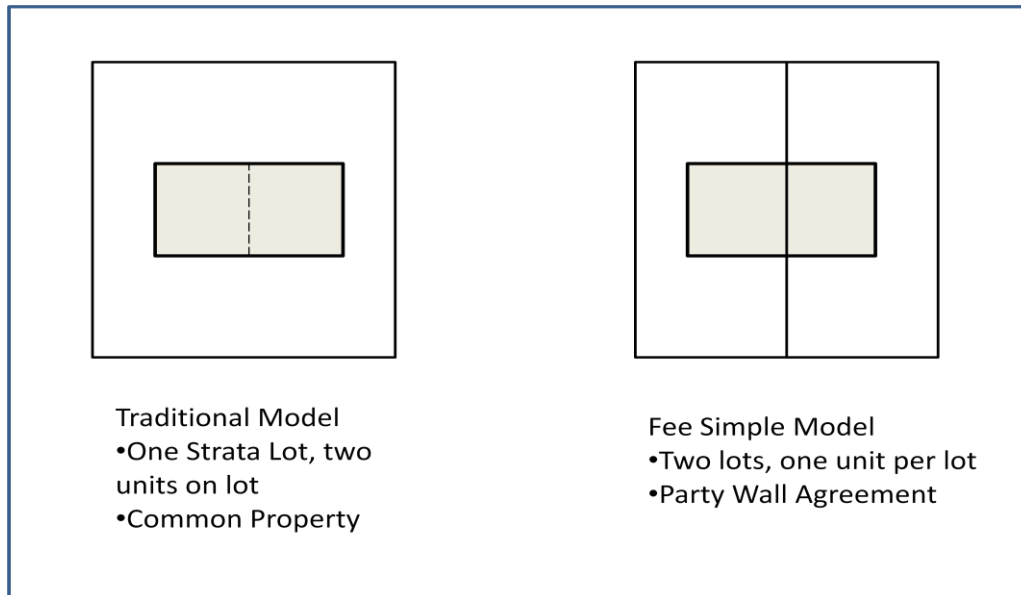 Traditional Model
•One Strata Lot, two
units on lot
•Common Property
Fee Simple Model
•Two lots, one unit per lot
•Party Wall Agreement